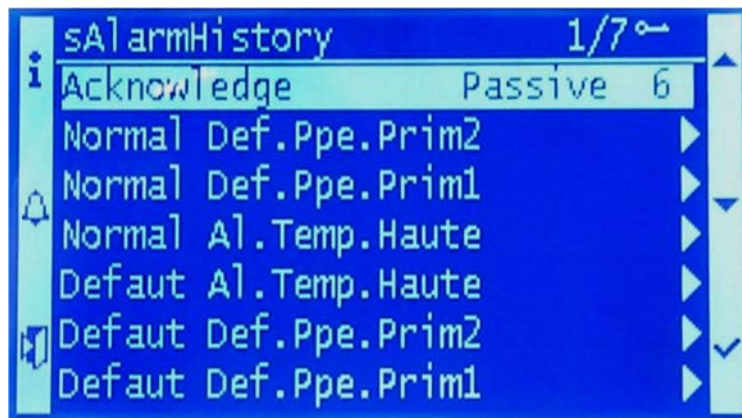 sAlarmHistory 1/7
Acknowledge Passive 6
Normal Def.Ppe.Prim2
Normal Def.Ppe.Prim1
Normal Al.Temp.Haute
Defaut Al.Temp.Haute
Defaut Def.Ppe.Prim2
Defaut Def.Ppe.Prim1